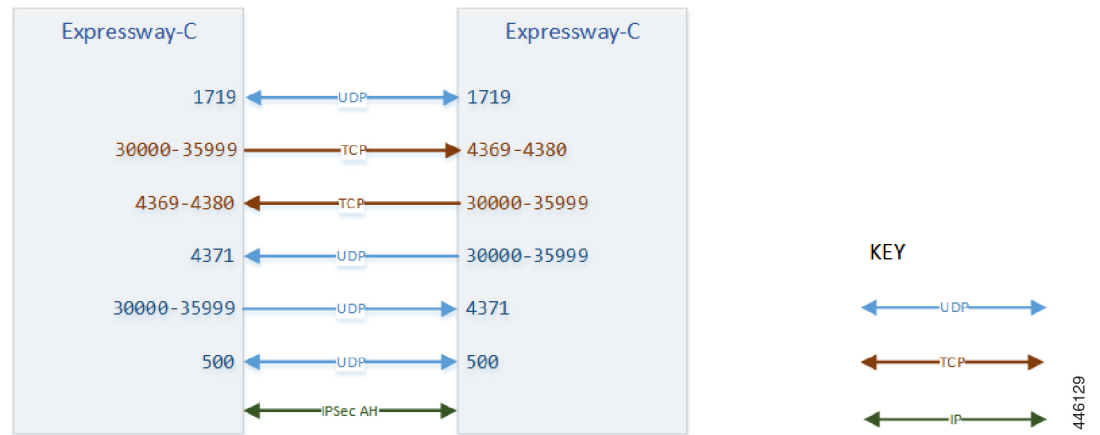 Expressway-C Expressway-C
1719 UDP 1719
30000-35999 TCP 4369-4380
4369-4380 TCP 30000-35999
4371 UDP 30000-35999
30000-35999 UDP 4371
500 UDP 500
IPSec AH
KEY
UDP
TCP
IP
446129